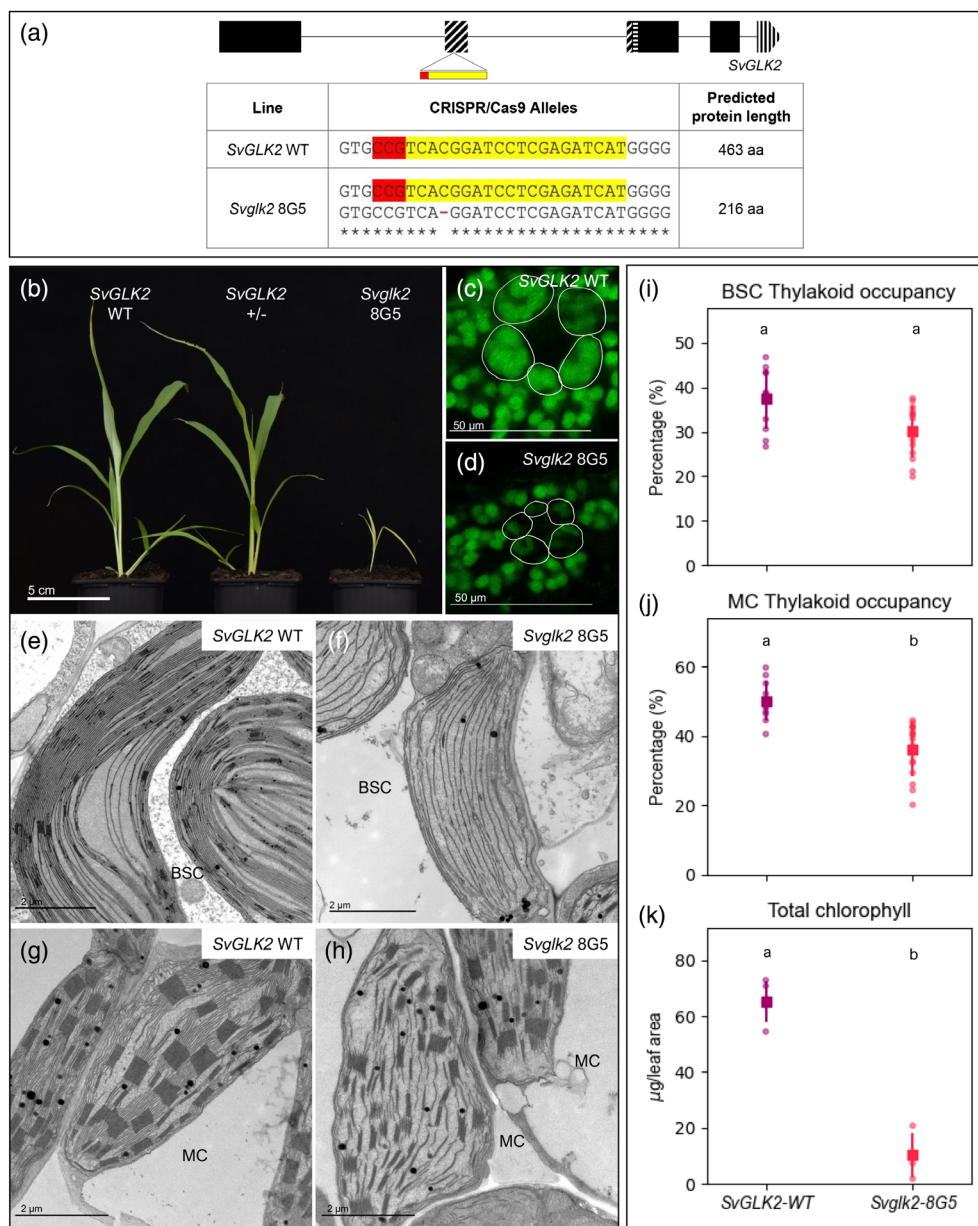 (a)
SvGLK2
Line CRISPR/Cas9 Alleles Predicted protein length
SvGLK2 WT GTGCCGTCACGGATCCTCGAGATCATGGGG 463 aa
Svglk2 8G5 GTGCCGTCACGGATCCTCGAGATCATGGGG 216 aa
GTGCCGTCA-GGATCCTCGAGATCATGGGG
********* ********************
(b)
SvGLK2 WT
SvGLK2 +/-
Svglk2 8G5
5 cm
(c)
SvGLK2 WT
50 µm
(d)
Svglk2 8G5
50 µm
(e)
SvGLK2 WT
BSC
2 µm
(f)
Svglk2 8G5
BSC
2 µm
(g)
SvGLK2 WT
MC
2 µm
(h)
Svglk2 8G5
MC
MC
2 µm
(i)
BSC Thylakoid occupancy
a a
Percentage (%)
50
40
30
20
10
0
(j)
MC Thylakoid occupancy
a b
Percentage (%)
60
40
20
0
(k)
Total chlorophyll
a b
µg/leaf area
80
60
40
20
0
SvGLK2-WT Svglk2-8G5